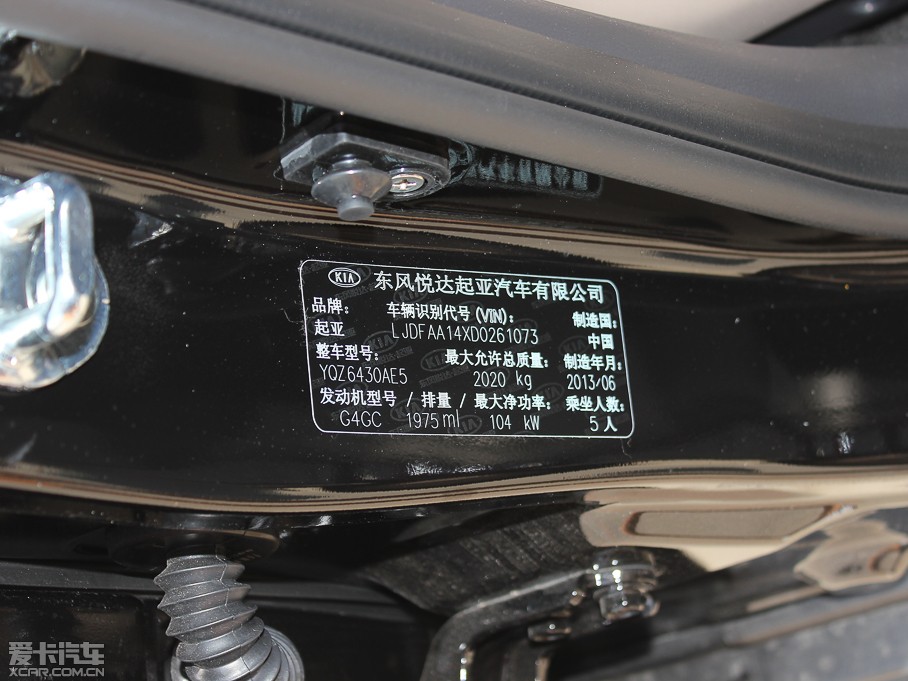 KIA 东风悦达起亚汽车有限公司
品牌: 车辆识别代号(VIN): 制造国:
起亚 LJDFAA14XD0261073 中国
整车型号: 最大允许总质量: 制造年月:
YQZ6430AE5 2020 kg 2013/06
发动机型号 / 排量 / 最大净功率: 乘坐人数:
G4GC 1975 ml 104 kW 5 人
爱卡汽车
XCAR.COM.CN